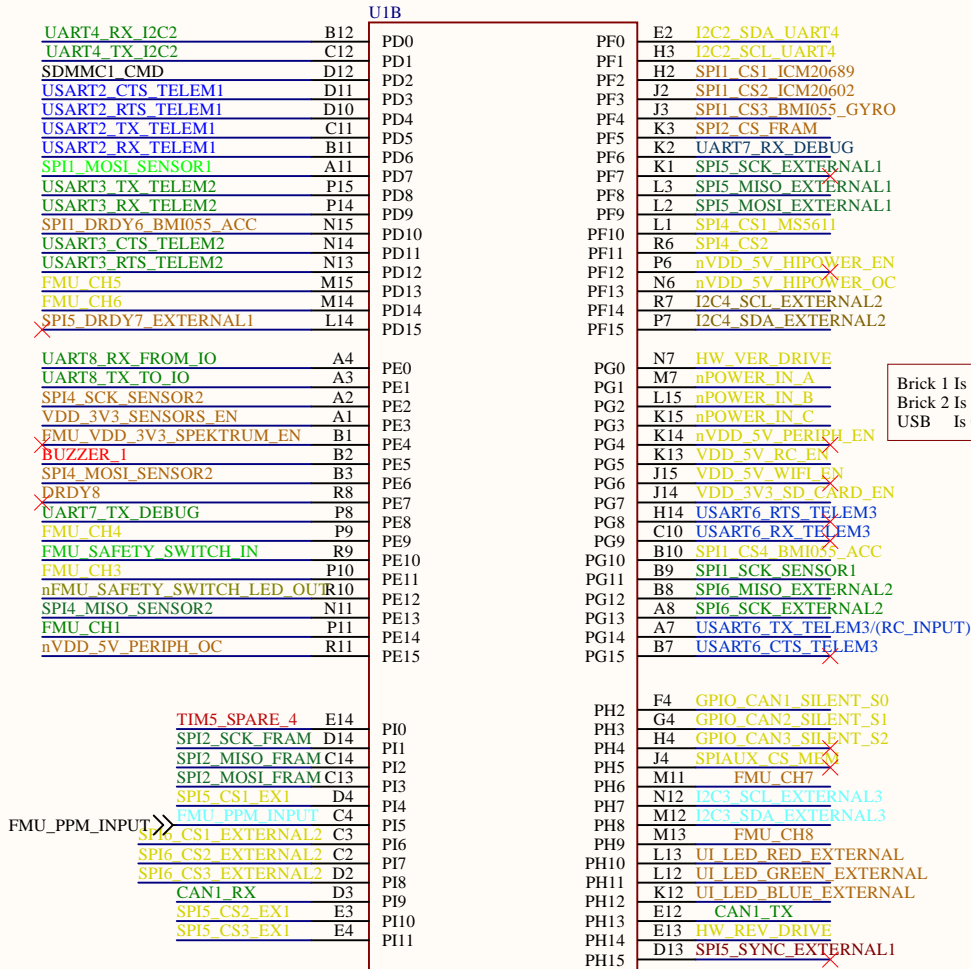 U1B
UART4_RX_I2C2 B12 PD0 PF0 E2 I2C2_SDA_UART4
UART4_TX_I2C2 C12 PD1 PF1 H3 I2C2_SCL_UART4
SDMMC1_CMD D12 PD2 PF2 H2 SPI1_CS1_ICM20689
USART2_CTS_TELEM1 D11 PD3 PF3 J2 SPI1_CS2_ICM20602
USART2_RTS_TELEM1 D10 PD4 PF4 J3 SPI1_CS3_BMI055_GYRO
USART2_TX_TELEM1 C11 PD5 PF5 K3 SPI2_CS_FRAM
USART2_RX_TELEM1 B11 PD6 PF6 K2 UART7_RX_DEBUG
SPI1_MOSI_SENSOR1 A11 PD7 PF7 K1 SPI5_SCK_EXTERNAL1
USART3_TX_TELEM2 P15 PD8 PF8 L3 SPI5_MISO_EXTERNAL1
USART3_RX_TELEM2 P14 PD9 PF9 L2 SPI5_MOSI_EXTERNAL1
SPI1_DRDY6_BMI055_ACC N15 PD10 PF10 L1 SPI4_CS1_MS5611
USART3_CTS_TELEM2 N14 PD11 PF11 R6 SPI4_CS2
USART3_RTS_TELEM2 N13 PD12 PF12 P6 nVDD_5V_HIPOWER_EN
FMU_CH5 M15 PD13 PF13 N6 nVDD_5V_HIPOWER_OC
FMU_CH6 M14 PD14 PF14 R7 I2C4_SCL_EXTERNAL2
SPI5_DRDY7_EXTERNAL1 L14 PD15 PF15 P7 I2C4_SDA_EXTERNAL2
UART8_RX_FROM_IO A4 PE0 PG0 N7 HW_VER_DRIVE
UART8_TX_TO_IO A3 PE1 PG1 M7 nPOWER_IN_A
SPI4_SCK_SENSOR2 A2 PE2 PG2 L15 nPOWER_IN_B
VDD_3V3_SENSORS_EN A1 PE3 PG3 K15 nPOWER_IN_C
FMU_VDD_3V3_SPEKTRUM_EN B1 PE4 PG4 K14 nVDD_5V_PERIPH_EN
BUZZER_1 B2 PE5 PG5 K13 VDD_5V_RC_EN
SPI4_MOSI_SENSOR2 B3 PE6 PG6 J15 VDD_5V_WIFI_EN
DRDY8 R8 PE7 PG7 J14 VDD_3V3_SD_CARD_EN
UART7_TX_DEBUG P8 PE8 PG8 H14 USART6_RTS_TELEM3
FMU_CH4 P9 PE9 PG9 C10 USART6_RX_TELEM3
FMU_SAFETY_SWITCH_IN R9 PE10 PG10 B10 SPI1_CS4_BMI055_ACC
FMU_CH3 P10 PE11 PG11 B9 SPI1_SCK_SENSOR1
nFMU_SAFETY_SWITCH_LED_OUT R10 PE12 PG12 B8 SPI6_MISO_EXTERNAL2
SPI4_MISO_SENSOR2 N11 PE13 PG13 A8 SPI6_SCK_EXTERNAL2
FMU_CH1 P11 PE14 PG14 A7 USART6_TX_TELEM3/(RC_INPUT)
nVDD_5V_PERIPH_OC R11 PE15 PG15 B7 USART6_CTS_TELEM3
Brick 1 Is
Brick 2 Is
USB Is
PH2 F4 GPIO_CAN1_SILENT_S0
TIM5_SPARE_4 E14 PI0 PH3 G4 GPIO_CAN2_SILENT_S1
SPI2_SCK_FRAM D14 PI1 PH4 H4 GPIO_CAN3_SILENT_S2
SPI2_MISO_FRAM C14 PI2 PH5 J4 SPIAUX_CS_MEM
SPI2_MOSI_FRAM C13 PI3 PH6 M11 FMU_CH7
SPI5_CS1_EX1 D4 PI4 PH7 N12 I2C3_SCL_EXTERNAL3
FMU_PPM_INPUT FMU_PPM_INPUT C4 PI5 PH8 M12 I2C3_SDA_EXTERNAL3
SPI6_CS1_EXTERNAL2 C3 PI6 PH9 M13 FMU_CH8
SPI6_CS2_EXTERNAL2 C2 PI7 PH10 L13 UI_LED_RED_EXTERNAL
SPI6_CS3_EXTERNAL2 D2 PI8 PH11 L12 UI_LED_GREEN_EXTERNAL
CAN1_RX D3 PI9 PH12 K12 UI_LED_BLUE_EXTERNAL
SPI5_CS2_EX1 E3 PI10 PH13 E12 CAN1_TX
SPI5_CS3_EX1 E4 PI11 PH14 E13 HW_REV_DRIVE
PH15 D13 SPI5_SYNC_EXTERNAL1